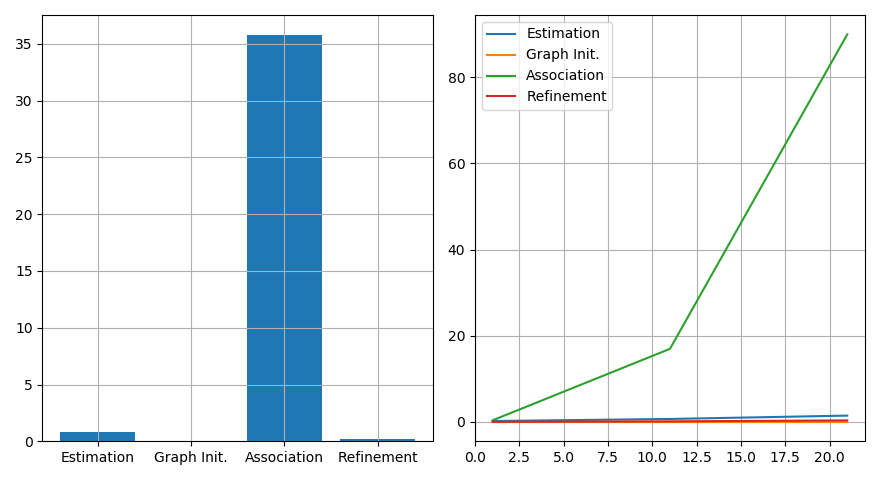 35
30
25
20
15
10
5
0
Estimation Graph Init. Association Refinement
Estimation
Graph Init.
Association
Refinement
80
60
40
20
0
0.0 2.5 5.0 7.5 10.0 12.5 15.0 17.5 20.0